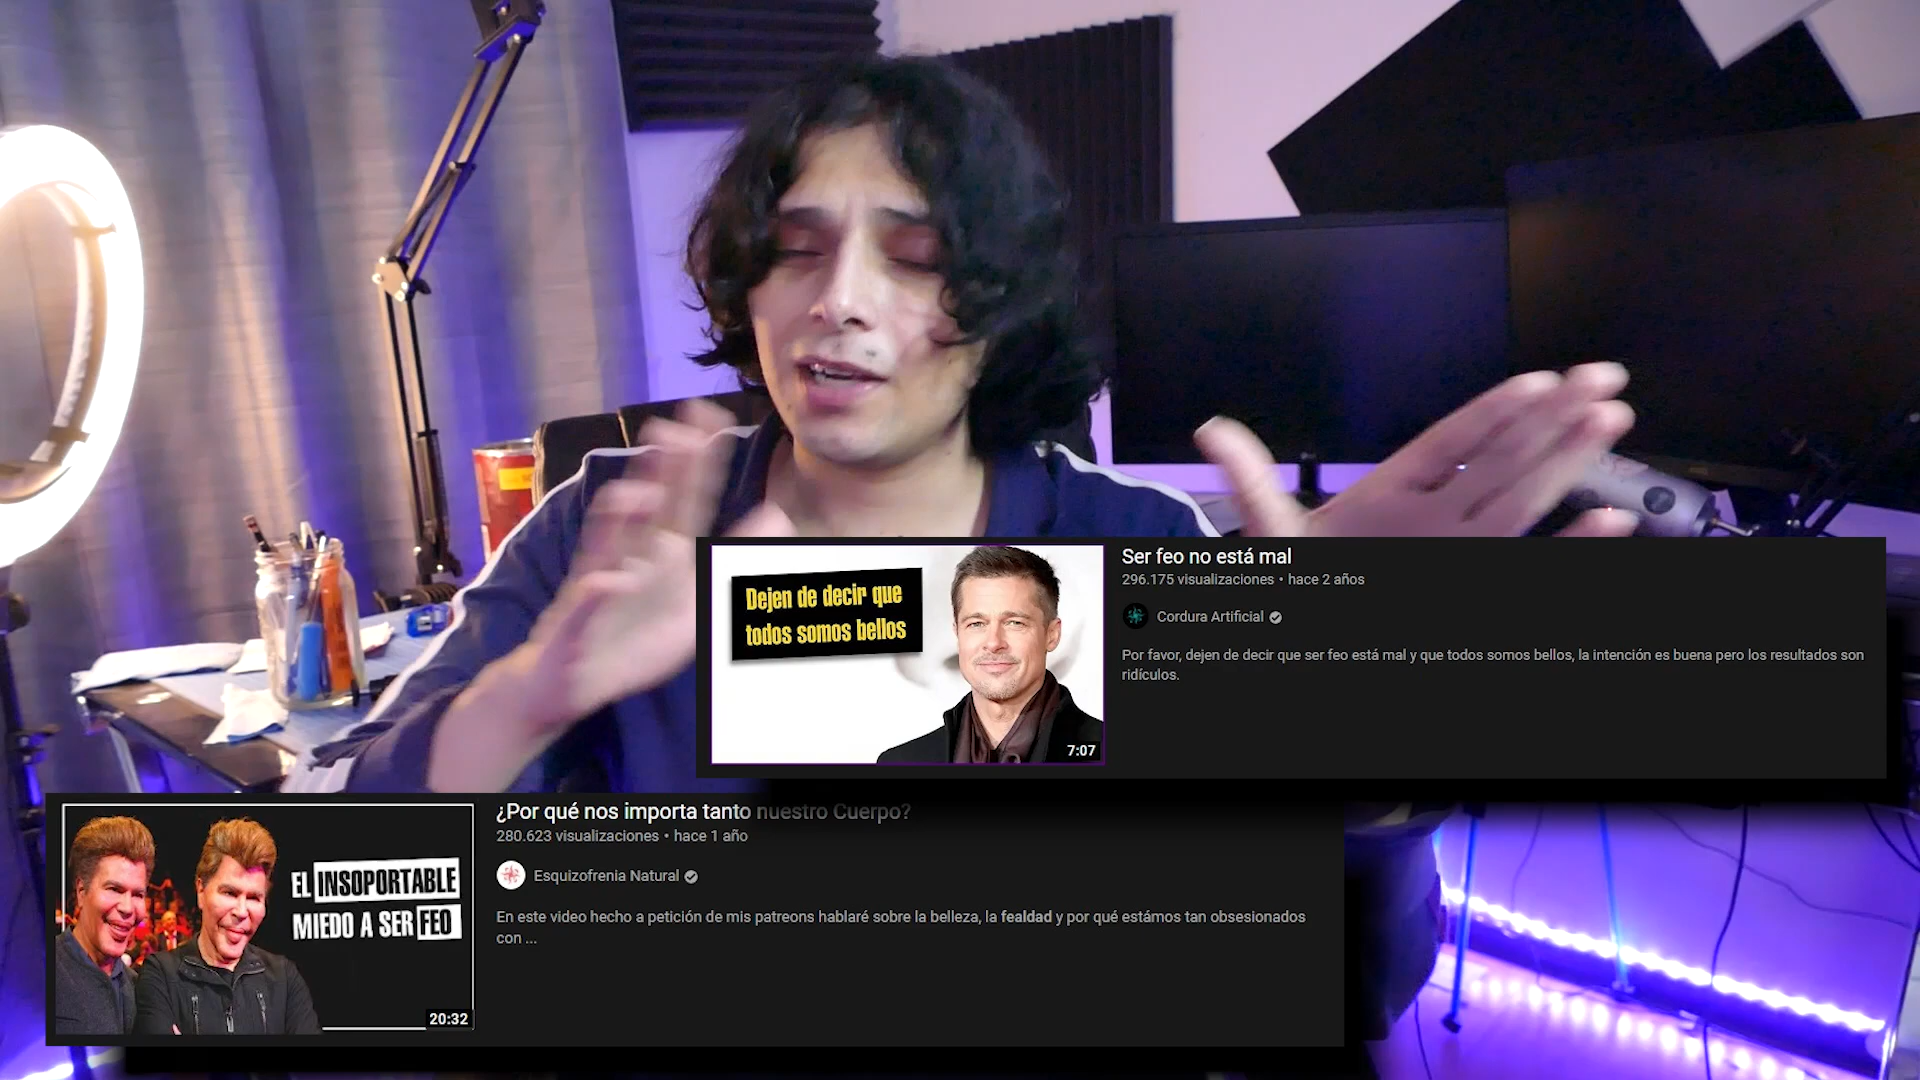 Dejen de decir que
todos somos bellos
7:07
Ser feo no está mal
296.175 visualizaciones • hace 2 años
Cordura Artificial
Por favor, dejen de decir que ser feo está mal y que todos somos bellos, la intención es buena pero los resultados son
ridículos.
EL INSOPORTABLE
MIEDO A SER FEO
20:32
¿Por qué nos importa tanto nuestro Cuerpo?
280.623 visualizaciones • hace 1 año
Esquizofrenia Natural
En este video hecho a petición de mis patreons hablaré sobre la belleza, la fealdad y por qué estámos tan obsesionados
con ...